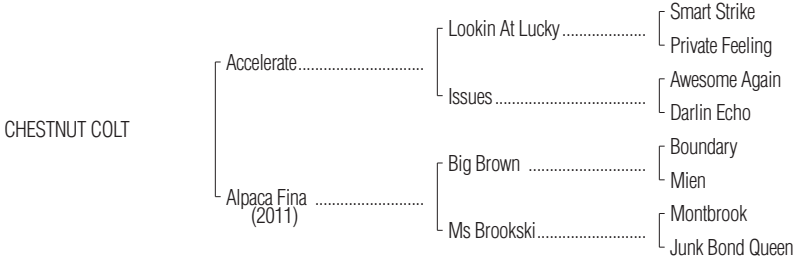 Smart Strike
Lookin At Lucky
Private Feeling
Accelerate
Awesome Again
Issues
Darlin Echo
CHESTNUT COLT
Boundary
Big Brown
Mien
Alpaca Fina
(2011)
Montbrook
Ms Brookski
Junk Bond Queen